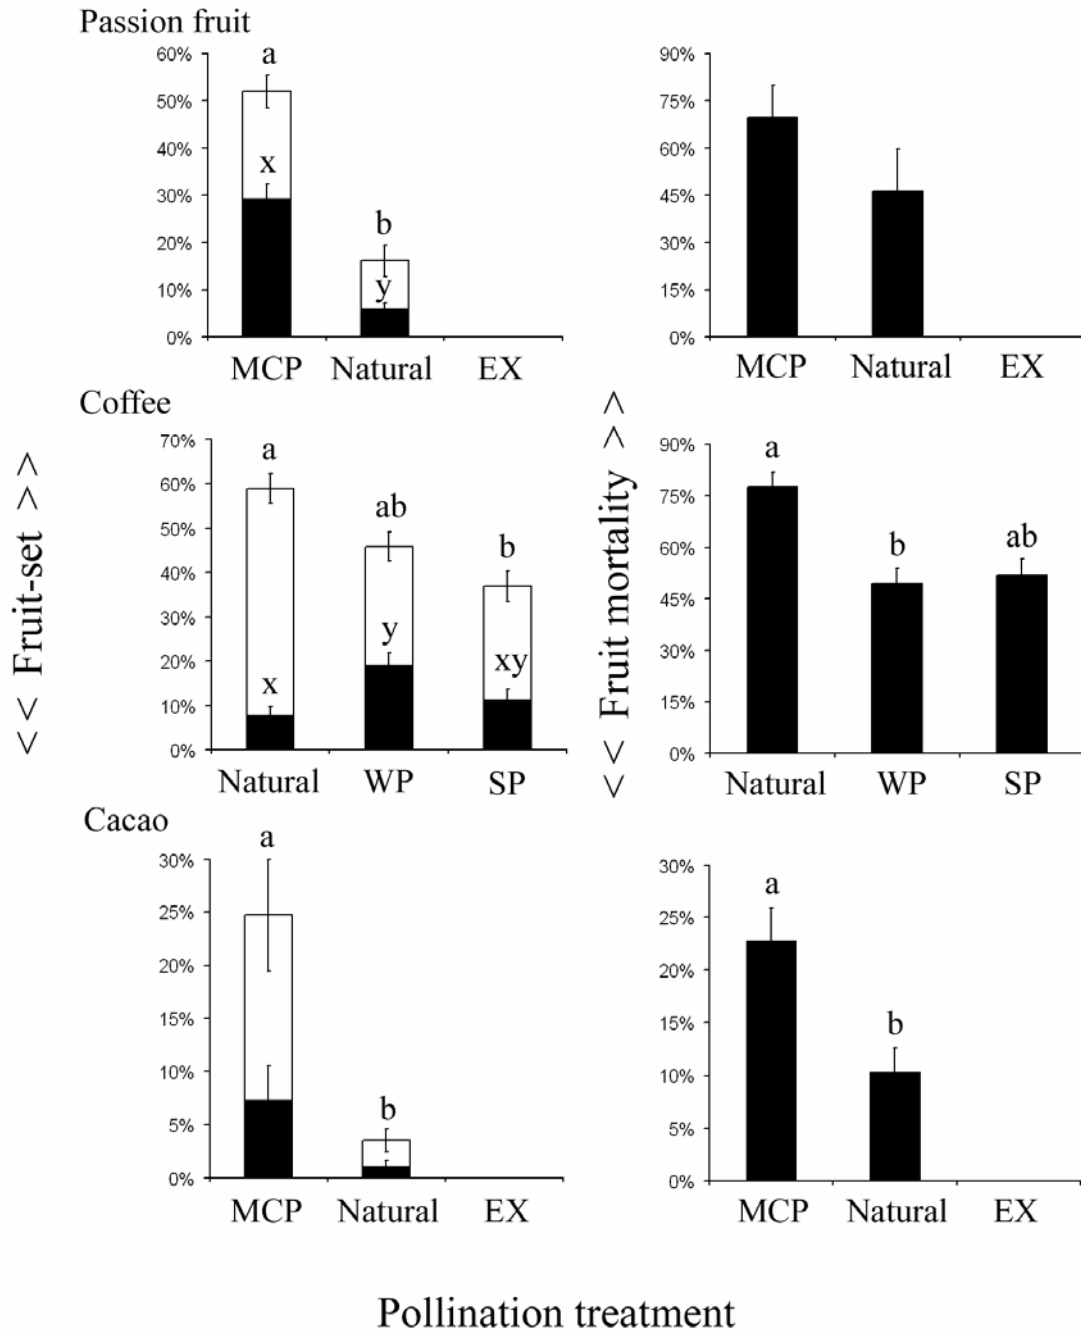 Passion fruit
60%
50%
40%
30%
20%
10%
0%
a
x
b
y
MCP Natural EX
90%
75%
60%
45%
30%
15%
0%
MCP Natural EX
Coffee
<< Fruit-set >>
70%
60%
50%
40%
30%
20%
10%
0%
a
ab
b
x
y
xy
Natural WP SP
<< Fruit mortality >>
90%
75%
60%
45%
30%
15%
0%
a
b
ab
Natural WP SP
Cacao
30%
25%
20%
15%
10%
5%
0%
a
b
MCP Natural EX
30%
25%
20%
15%
10%
5%
0%
a
b
MCP Natural EX
Pollination treatment